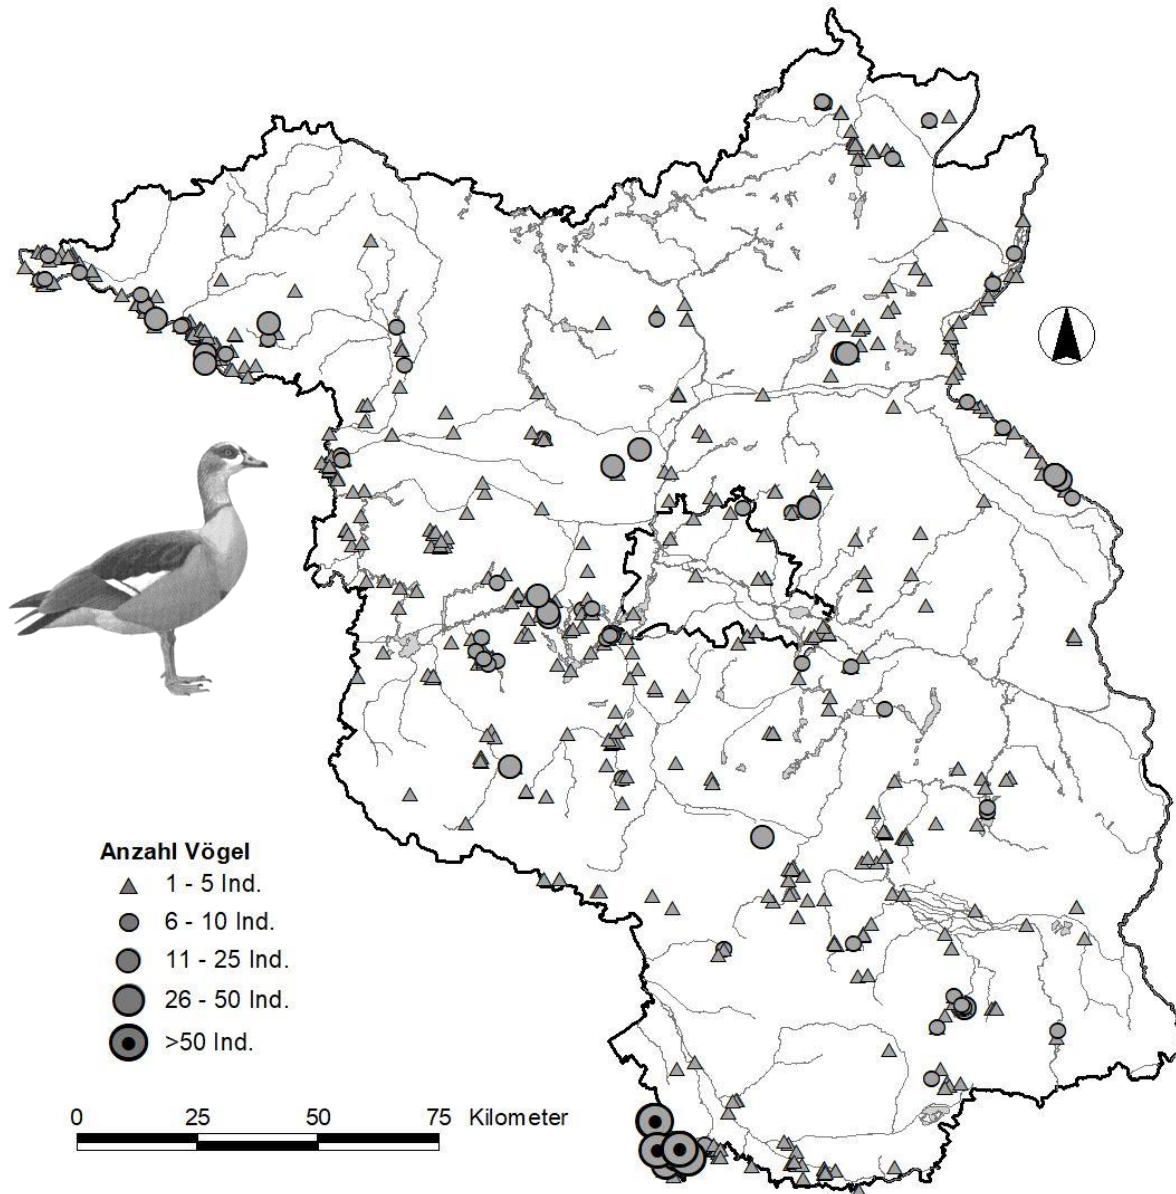 Anzahl Vögel
1 - 5 Ind.
6 - 10 Ind.
11 - 25 Ind.
26 - 50 Ind.
>50 Ind.
0 25 50 75 Kilometer